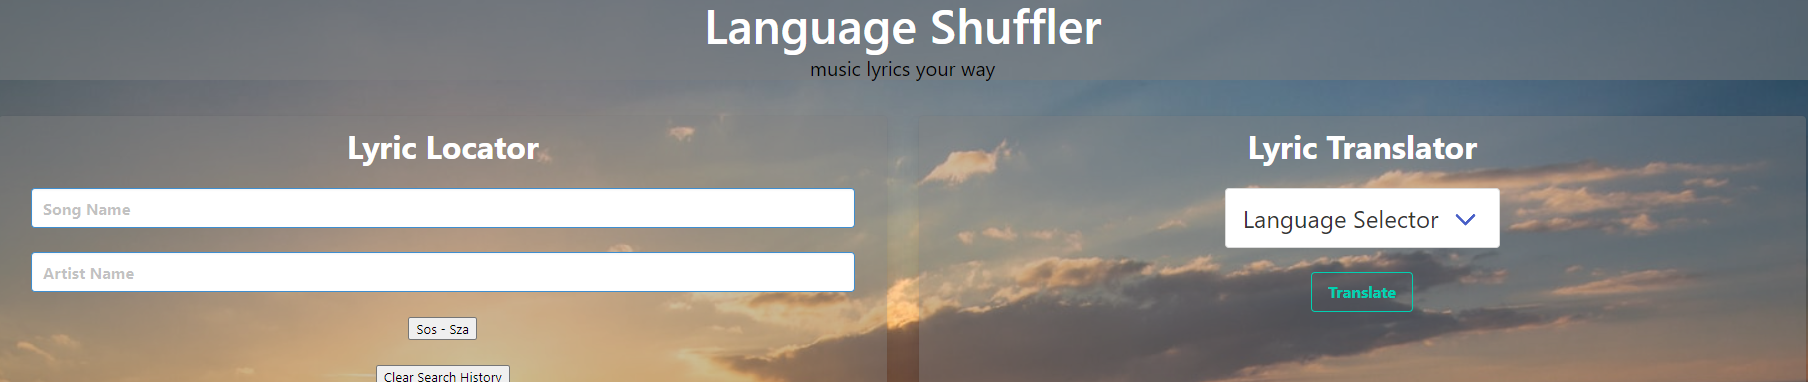 Language Shuffler
music lyrics your way
Lyric Locator
Song Name
Artist Name
Sos - Sza
Clear Search History
Lyric Translator
Language Selector
Translate